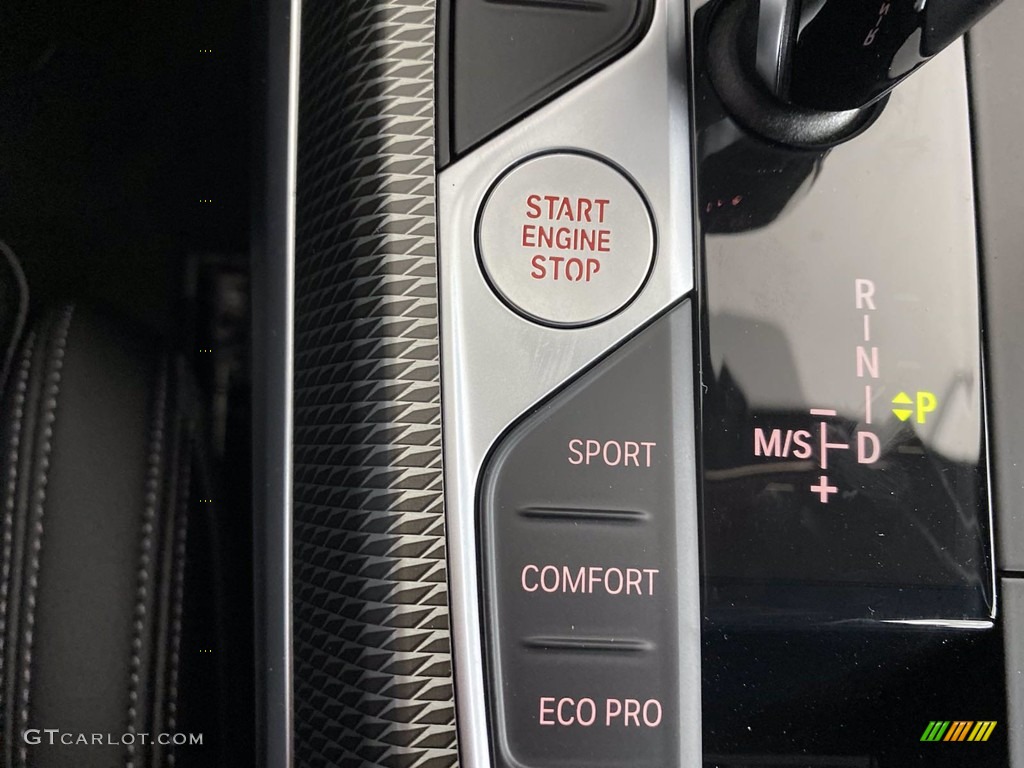 START
ENGINE
STOP
R
N
P
M/S
D
+
SPORT
COMFORT
ECO PRO
GTCARLOT.COM